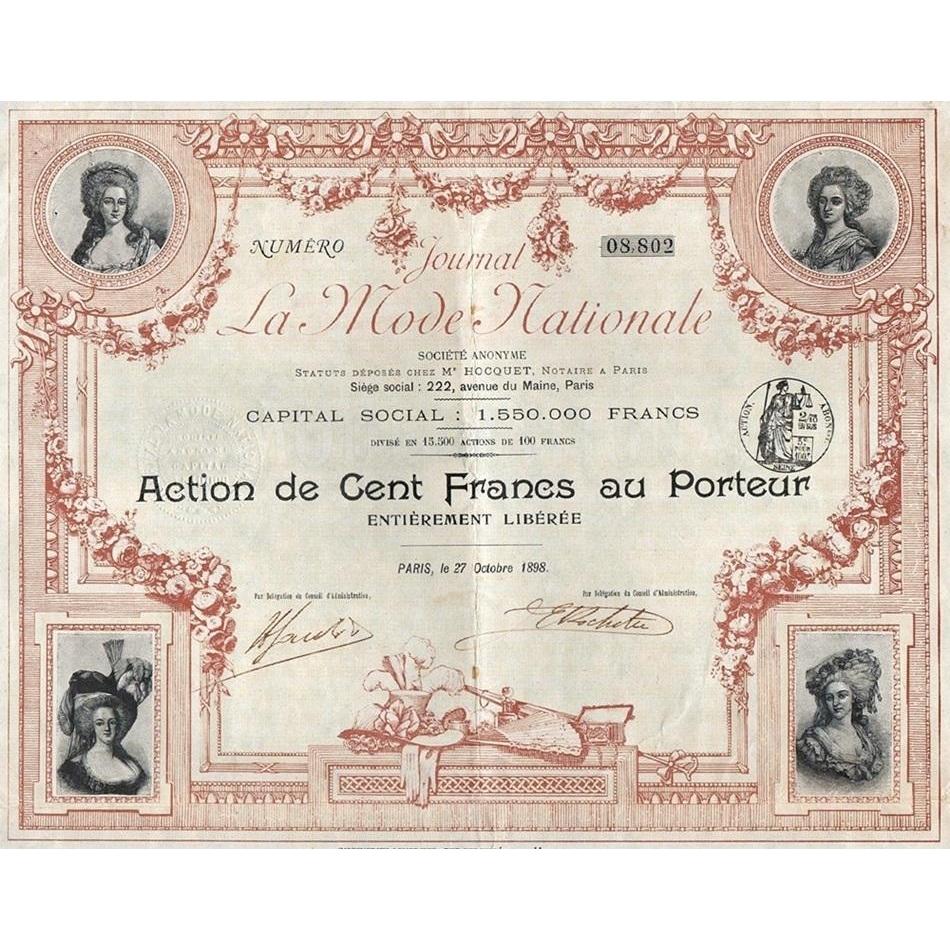 NUMÉRO 08,802
Journal
La Mode Nationale
SOCIÉTÉ ANONYME
STATUTS DÉPOSÉS CHEZ Me HOCQUET, NOTAIRE A PARIS
Siège social : 222, avenue du Maine, Paris
CAPITAL SOCIAL : 1.550.000 FRANCS
DIVISÉ EN 15.500 ACTIONS DE 100 FRANCS
ACTION. ABON
SEINE
Action de Cent Francs au Porteur
ENTIÈREMENT LIBÉRÉE
PARIS, le 27 Octobre 1898.
Par Délégation du Conseil d'Administration,
Par Délégation du Conseil d'Administration,